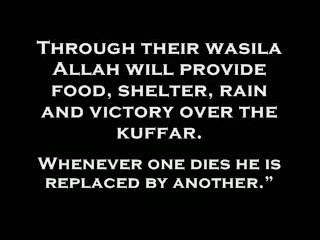 Through their wasila
Allah will provide
food, shelter, rain
and victory over the
kuffar.
Whenever one dies he is
replaced by another.”